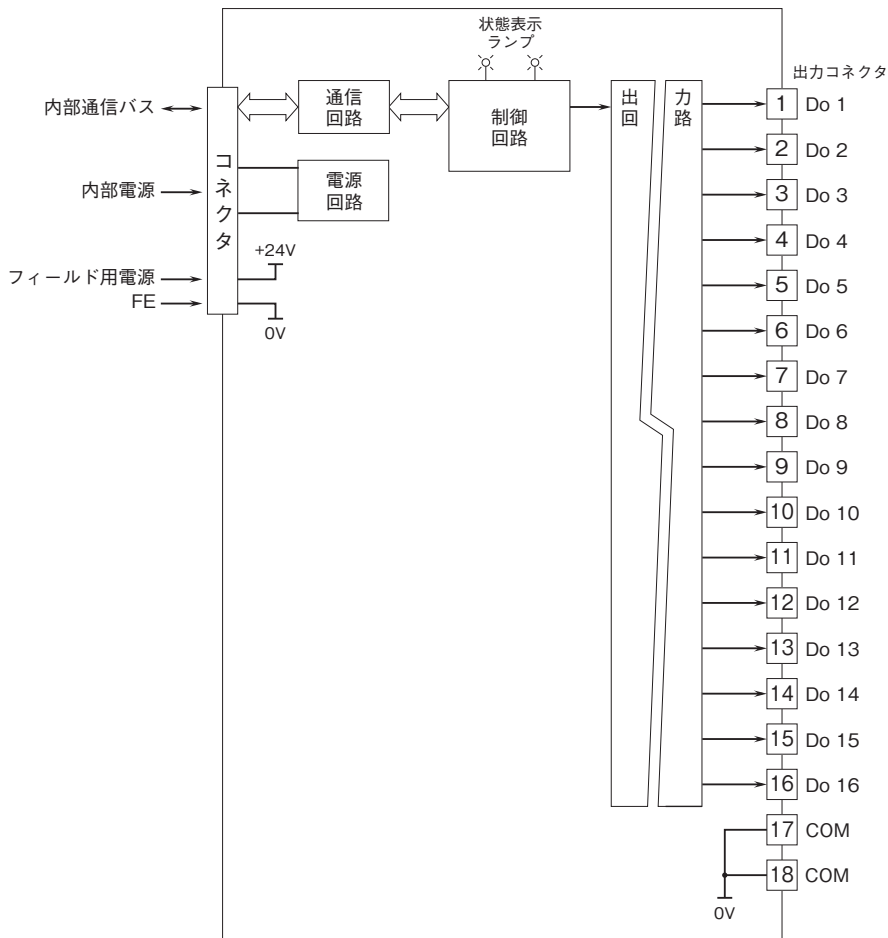 状態表示
ランプ
出力コネクタ
内部通信バス
コネクタ
通信
回路
制御
回路
出力
回路
1 Do 1
内部電源
電源
回路
2 Do 2
3 Do 3
+24V
4 Do 4
フィールド用電源
5 Do 5
FE
0V
6 Do 6
7 Do 7
8 Do 8
9 Do 9
10 Do 10
11 Do 11
12 Do 12
13 Do 13
14 Do 14
15 Do 15
16 Do 16
17 COM
18 COM
0V